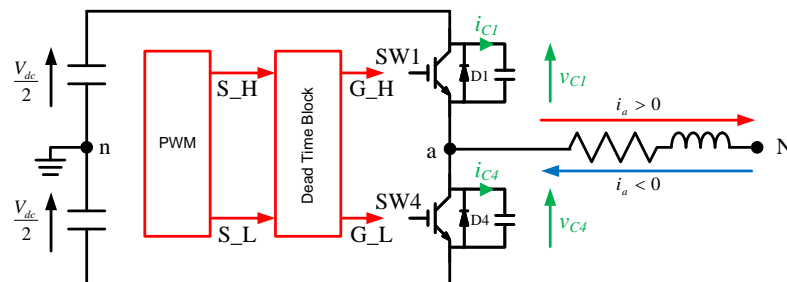 V_dc/2
n
V_dc/2
PWM
S_H
S_L
Dead Time Block
G_H
G_L
SW1
D1
i_C1
v_C1
a
SW4
D4
i_C4
v_C4
i_a > 0
i_a < 0
N